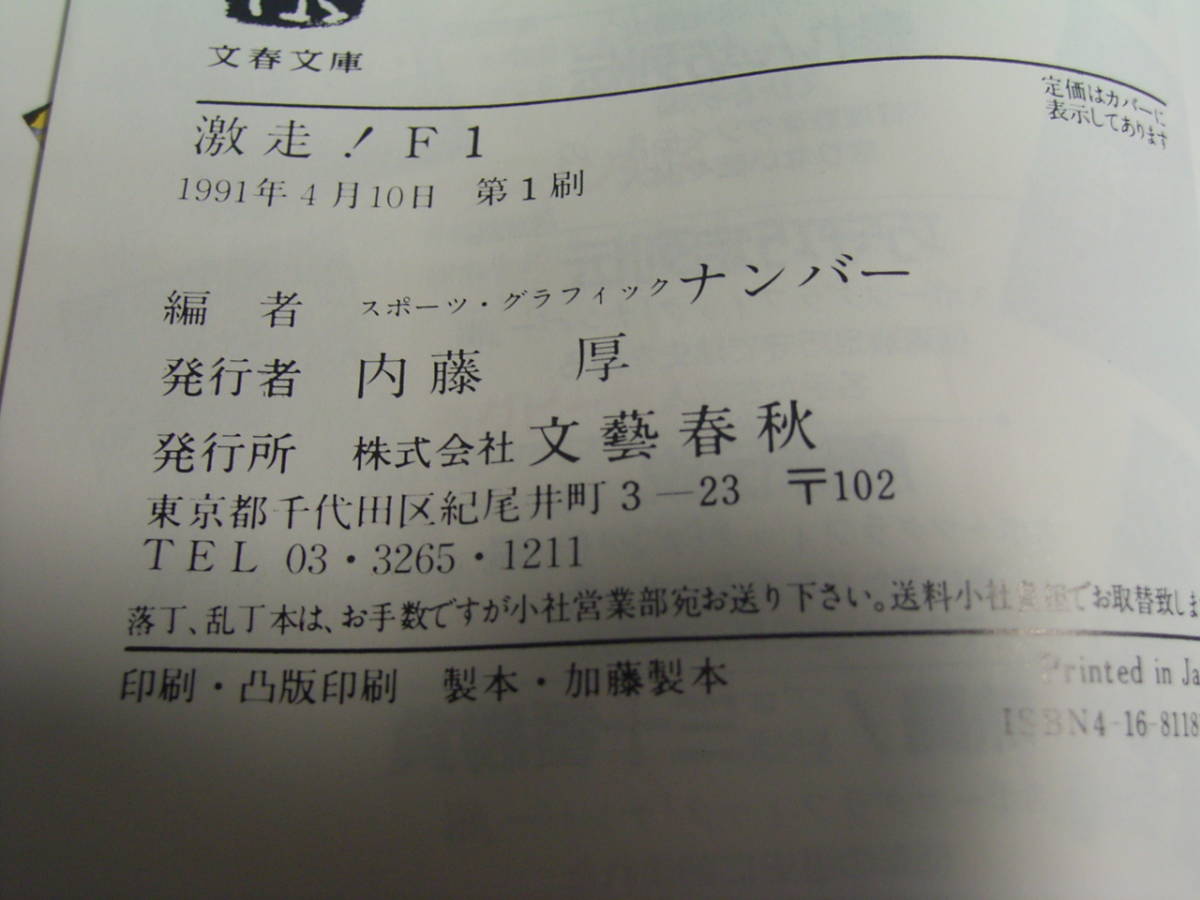 文春文庫
定価はカバーに
表示してあります
激走！F1
1991年4月10日 第1刷
編 者 スポーツ・グラフィックナンバー
発行者 内藤 厚
発行所 株式会社 文藝春秋
東京都千代田区紀尾井町3—23 〒102
TEL 03・3265・1211
落丁、乱丁本は、お手数ですが小社営業部宛お送り下さい。送料小社負担でお取替致しま
印刷・凸版印刷 製本・加藤製本
Printed in Ja
ISBN4-16-8118